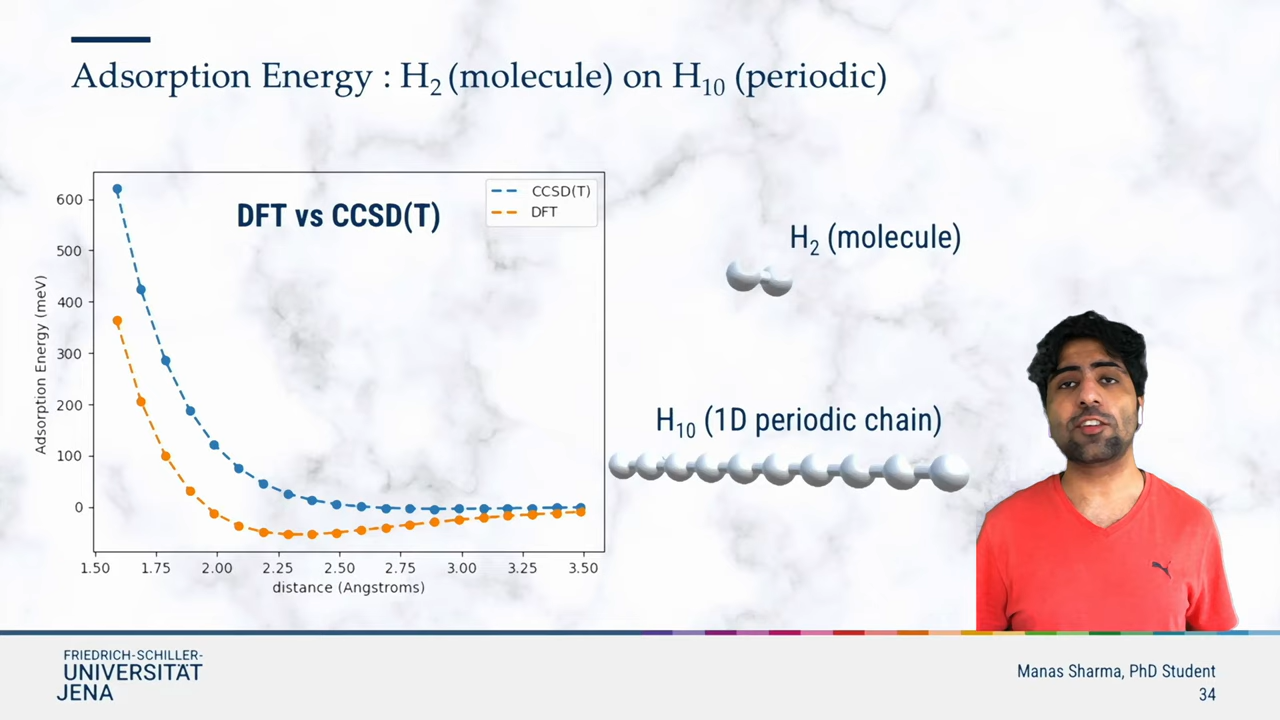 Adsorption Energy : H₂ (molecule) on H₁₀ (periodic)
DFT vs CCSD(T)
CCSD(T)
DFT
600
500
400
300
200
100
0
Adsorption Energy (meV)
1.50 1.75 2.00 2.25 2.50 2.75 3.00 3.25 3.50
distance (Angstroms)
H₂ (molecule)
H₁₀ (1D periodic chain)
FRIEDRICH-SCHILLER-
UNIVERSITÄT
JENA
Manas Sharma, PhD Student
34